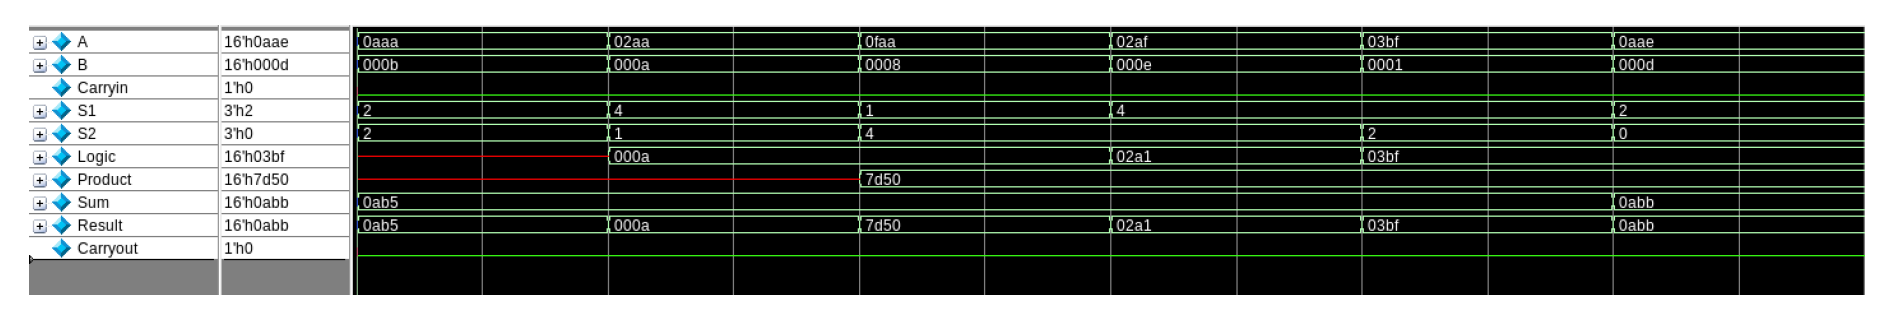 A 16'h0aae 0aaa 02aa 0faa 02af 03bf 0aae
B 16'h000d 000b 000a 0008 000e 0001 000d
Carryin 1'h0
S1 3'h2 2 4 1 4 2
S2 3'h0 2 1 4 2 0
Logic 16'h03bf 000a 02a1 03bf
Product 16'h7d50 7d50
Sum 16'h0abb 0ab5 0abb
Result 16'h0abb 0ab5 000a 7d50 02a1 03bf 0abb
Carryout 1'h0